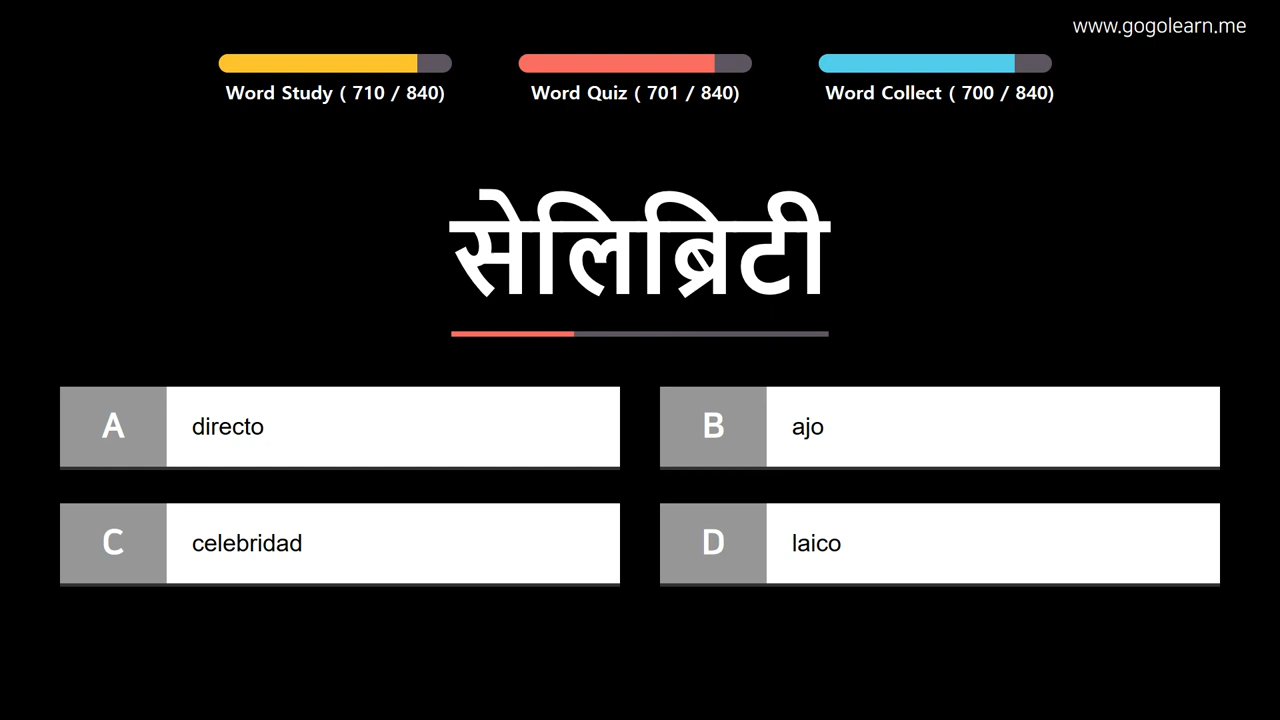 www.gogolearn.me
Word Study ( 710 / 840)
Word Quiz ( 701 / 840)
Word Collect ( 700 / 840)
सेलिब्रिटी
A directo
B ajo
C celebridad
D laico